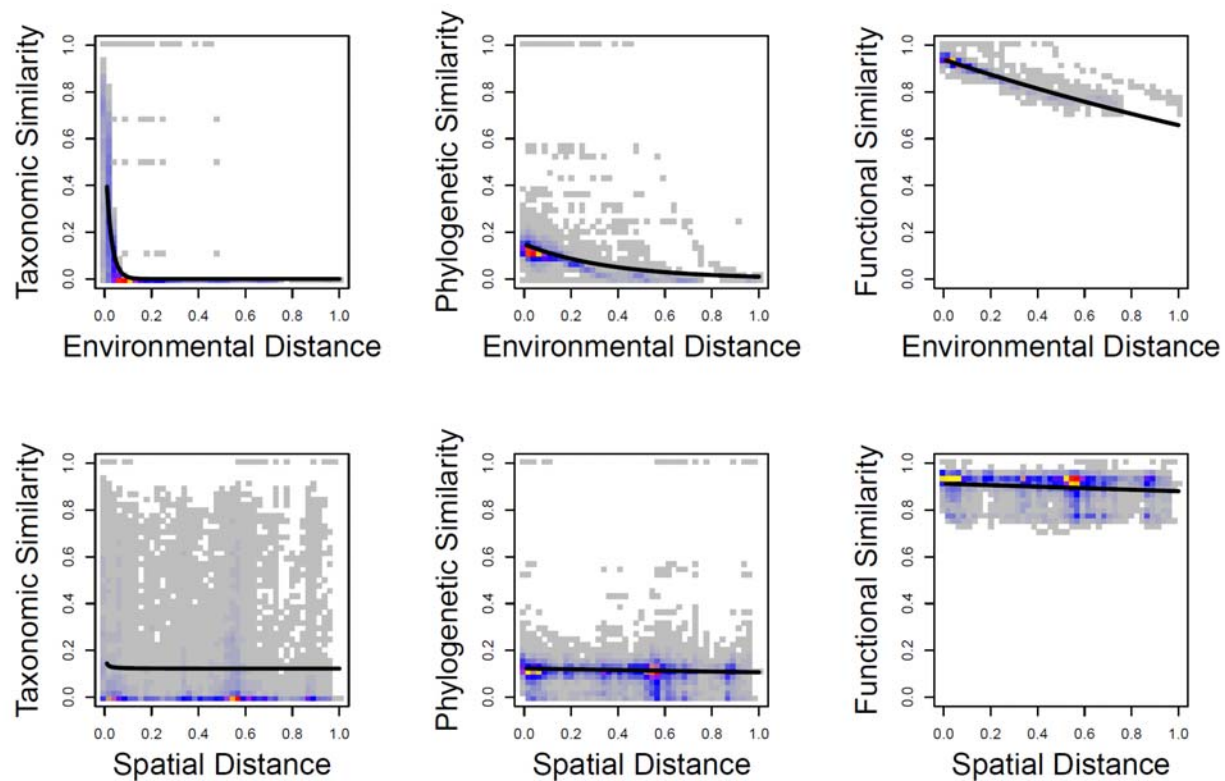 Taxonomic Similarity
1.0
0.8
0.6
0.4
0.2
0.0
0.0 0.2 0.4 0.6 0.8 1.0
Environmental Distance
Phylogenetic Similarity
1.0
0.8
0.6
0.4
0.2
0.0
0.0 0.2 0.4 0.6 0.8 1.0
Environmental Distance
Functional Similarity
1.0
0.8
0.6
0.4
0.2
0.0
0.0 0.2 0.4 0.6 0.8 1.0
Environmental Distance
Taxonomic Similarity
1.0
0.8
0.6
0.4
0.2
0.0
0.0 0.2 0.4 0.6 0.8 1.0
Spatial Distance
Phylogenetic Similarity
1.0
0.8
0.6
0.4
0.2
0.0
0.0 0.2 0.4 0.6 0.8 1.0
Spatial Distance
Functional Similarity
1.0
0.8
0.6
0.4
0.2
0.0
0.0 0.2 0.4 0.6 0.8 1.0
Spatial Distance